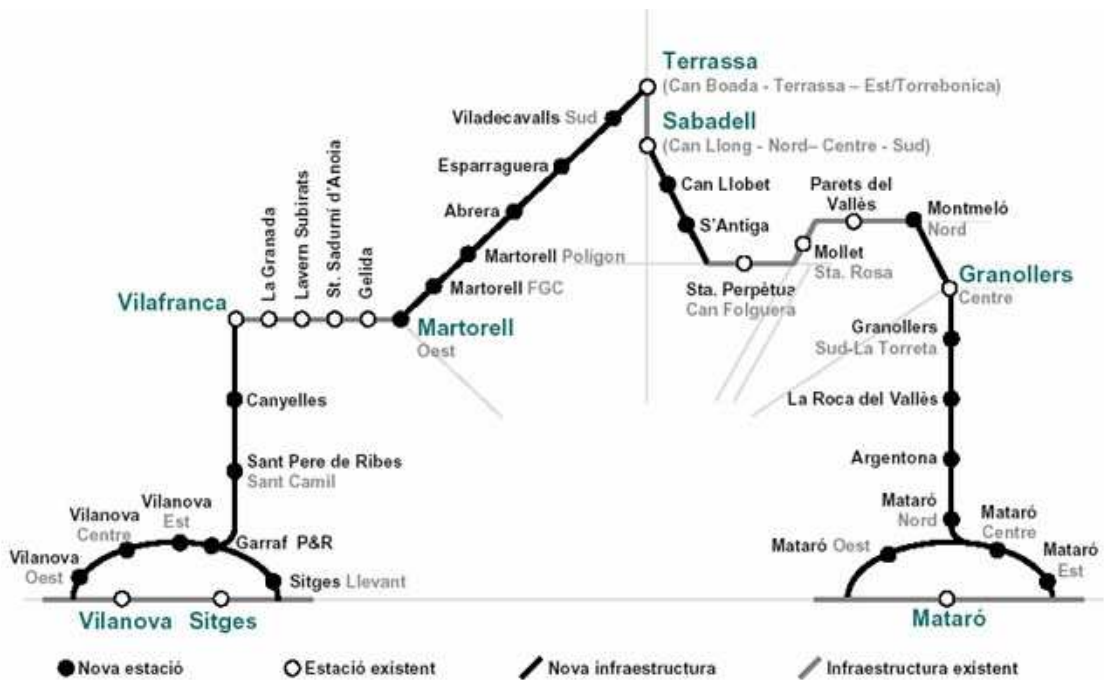 Terrassa
(Can Boada - Terrassa – Est/Torrebonica)
Viladecavalls Sud
Sabadell
(Can Llong - Nord– Centre - Sud)
Esparraguera
Can Llobet
Parets del
Vallès
Abrera
S'Antiga
Montmeló
Nord
Mollet
Sta. Rosa
Martorell Polígon
Martorell FGC
Sta. Perpètua
Can Folguera
Granollers
Centre
La Granada
Lavern Subirats
St. Sadurní d'Anoia
Gelida
Vilafranca
Martorell
Oest
Granollers
Sud-La Torreta
Canyelles
La Roca del Vallès
Sant Pere de Ribes
Sant Camil
Argentona
Vilanova
Est
Vilanova
Centre
Garraf P&R
Vilanova
Oest
Sitges Llevant
Mataró
Nord
Mataró
Centre
Mataró Oest
Mataró
Est
Vilanova
Sitges
Mataró
Nova estació
Estació existent
Nova infraestructura
Infraestructura existent